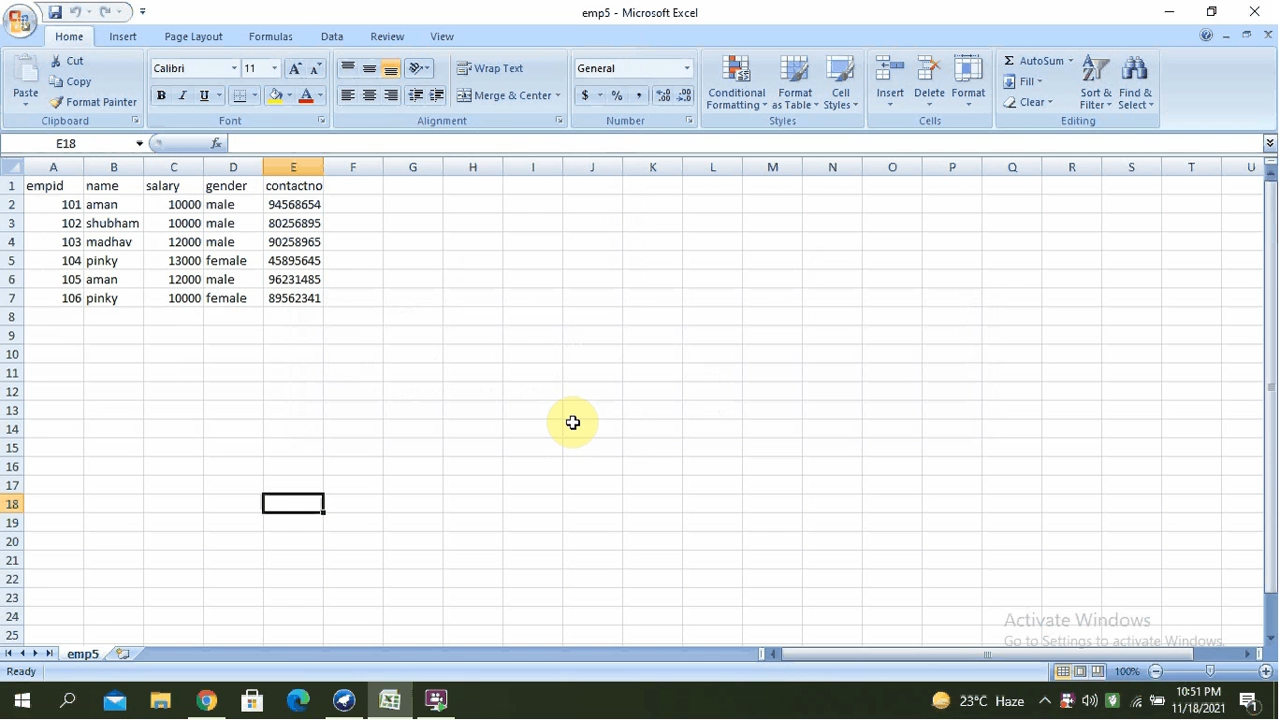 emp5 - Microsoft Excel
Home Insert Page Layout Formulas Data Review View
Paste
Cut
Copy
Format Painter
Clipboard
Calibri 11
B I U
Font
Wrap Text
Merge & Center
Alignment
General
$ % ,
Number
Conditional Formatting
Format as Table
Cell Styles
Styles
Insert Delete Format
Cells
Σ AutoSum
Fill
Clear
Sort & Filter
Find & Select
Editing
E18 fx
A B C D E F G H I J K L M N O P Q R S T U
1 empid name salary gender contactno
2 101 aman 10000 male 94568654
3 102 shubham 10000 male 80256895
4 103 madhav 12000 male 90258965
5 104 pinky 13000 female 45895645
6 105 aman 12000 male 96231485
7 106 pinky 10000 female 89562341
8
9
10
11
12
13
14
15
16
17
18
19
20
21
22
23
24
25
Activate Windows
Go to Settings to activate Windows.
emp5
Ready 100%
23°C Haze
10:51 PM
11/18/2021
1